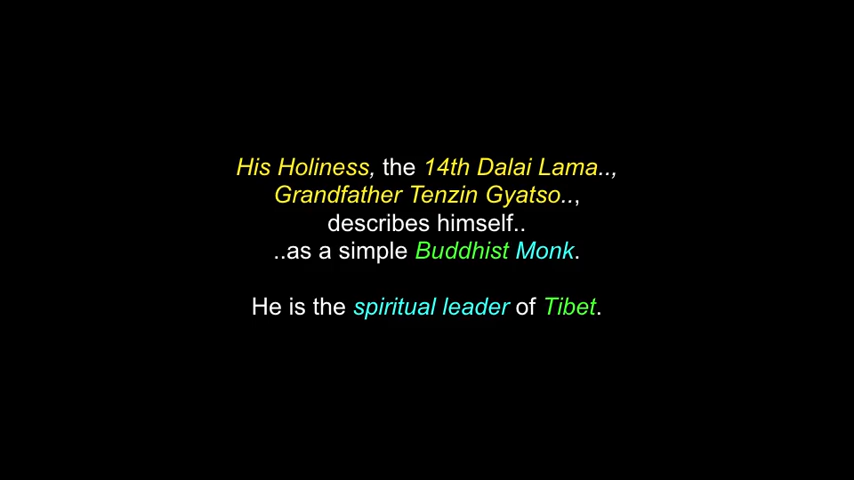 His Holiness, the 14th Dalai Lama..,
Grandfather Tenzin Gyatso..,
describes himself..
..as a simple Buddhist Monk.
He is the spiritual leader of Tibet.